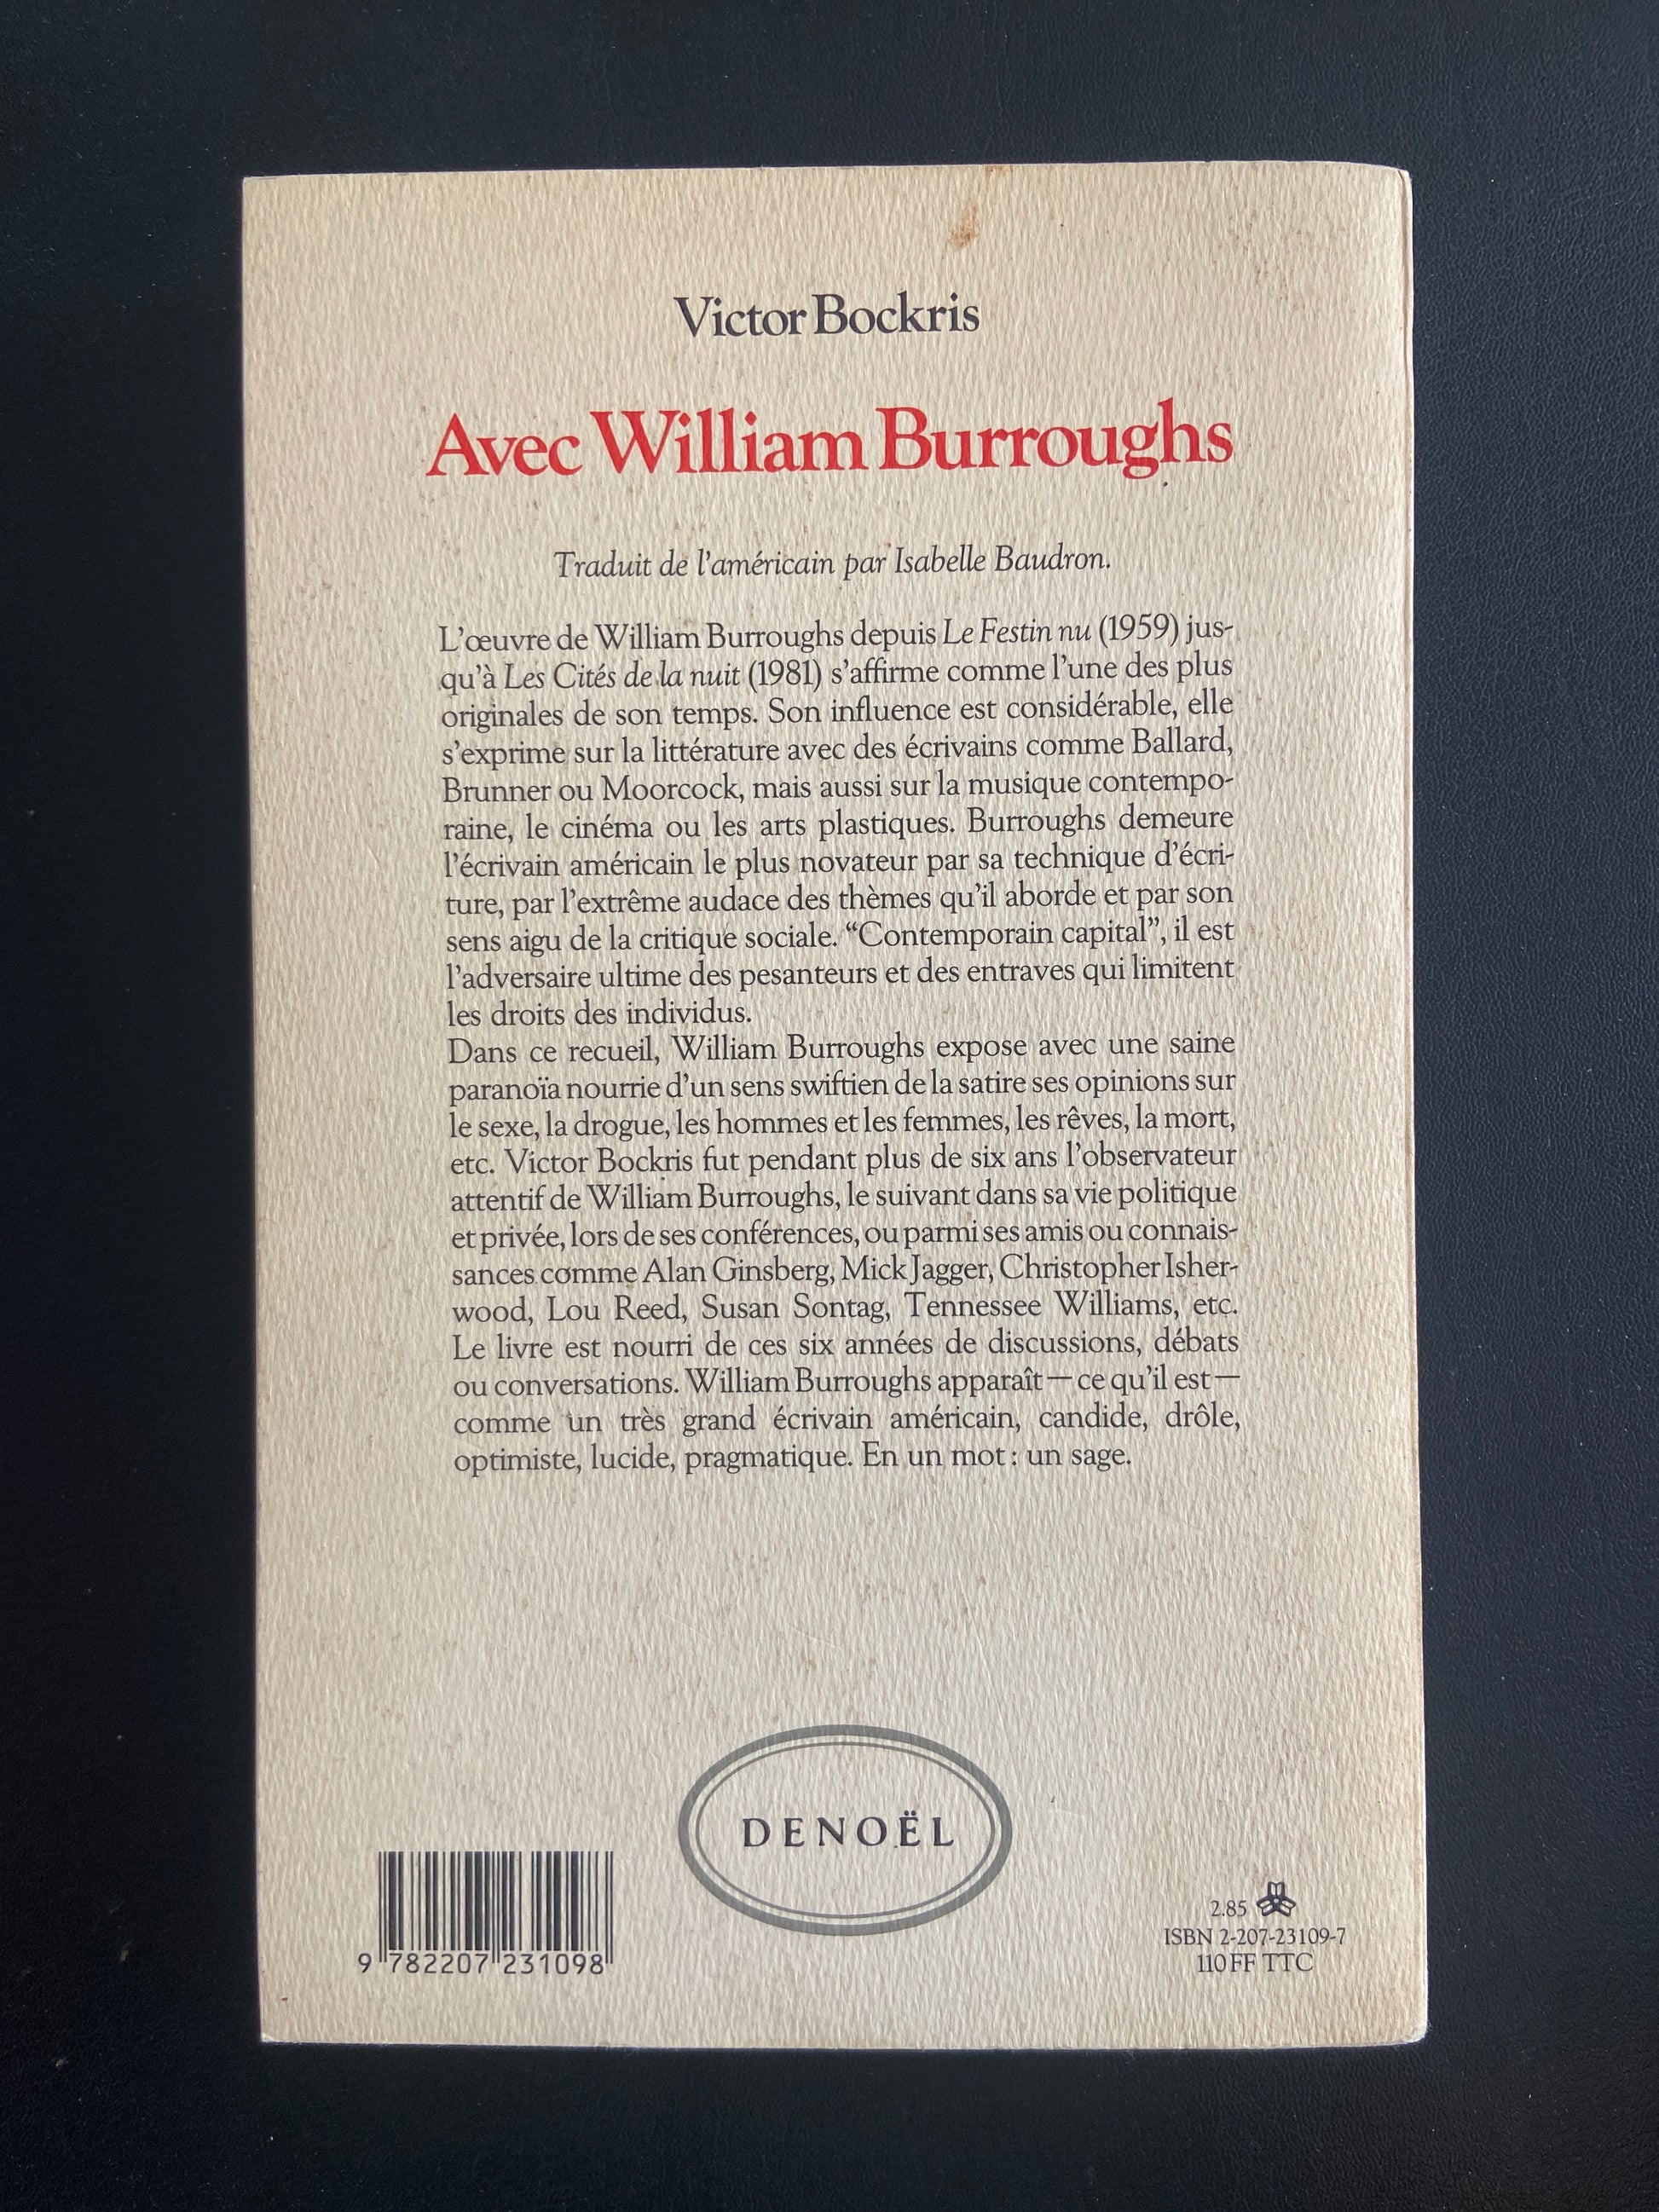 Victor Bockris
Avec William Burroughs
Traduit de l'américain par Isabelle Baudron.
L'œuvre de William Burroughs depuis Le Festin nu (1959) jus-
qu'à Les Cités de la nuit (1981) s'affirme comme l'une des plus
originales de son temps. Son influence est considérable, elle
s'exprime sur la littérature avec des écrivains comme Ballard,
Brunner ou Moorcock, mais aussi sur la musique contempo-
raine, le cinéma ou les arts plastiques. Burroughs demeure
l'écrivain américain le plus novateur par sa technique d'écri-
ture, par l'extrême audace des thèmes qu'il aborde et par son
sens aigu de la critique sociale. “Contemporain capital”, il est
l'adversaire ultime des pesanteurs et des entraves qui limitent
les droits des individus.
Dans ce recueil, William Burroughs expose avec une saine
paranoïa nourrie d'un sens swiftien de la satire ses opinions sur
le sexe, la drogue, les hommes et les femmes, les rêves, la mort,
etc. Victor Bockris fut pendant plus de six ans l'observateur
attentif de William Burroughs, le suivant dans sa vie politique
et privée, lors de ses conférences, ou parmi ses amis ou connais-
sances comme Alan Ginsberg, Mick Jagger, Christopher Isher-
wood, Lou Reed, Susan Sontag, Tennessee Williams, etc.
Le livre est nourri de ces six années de discussions, débats
ou conversations. William Burroughs apparaît — ce qu'il est —
comme un très grand écrivain américain, candide, drôle,
optimiste, lucide, pragmatique. En un mot : un sage.
DENOËL
9 782207 231098
2.85
ISBN 2-207-23109-7
110 FF TTC